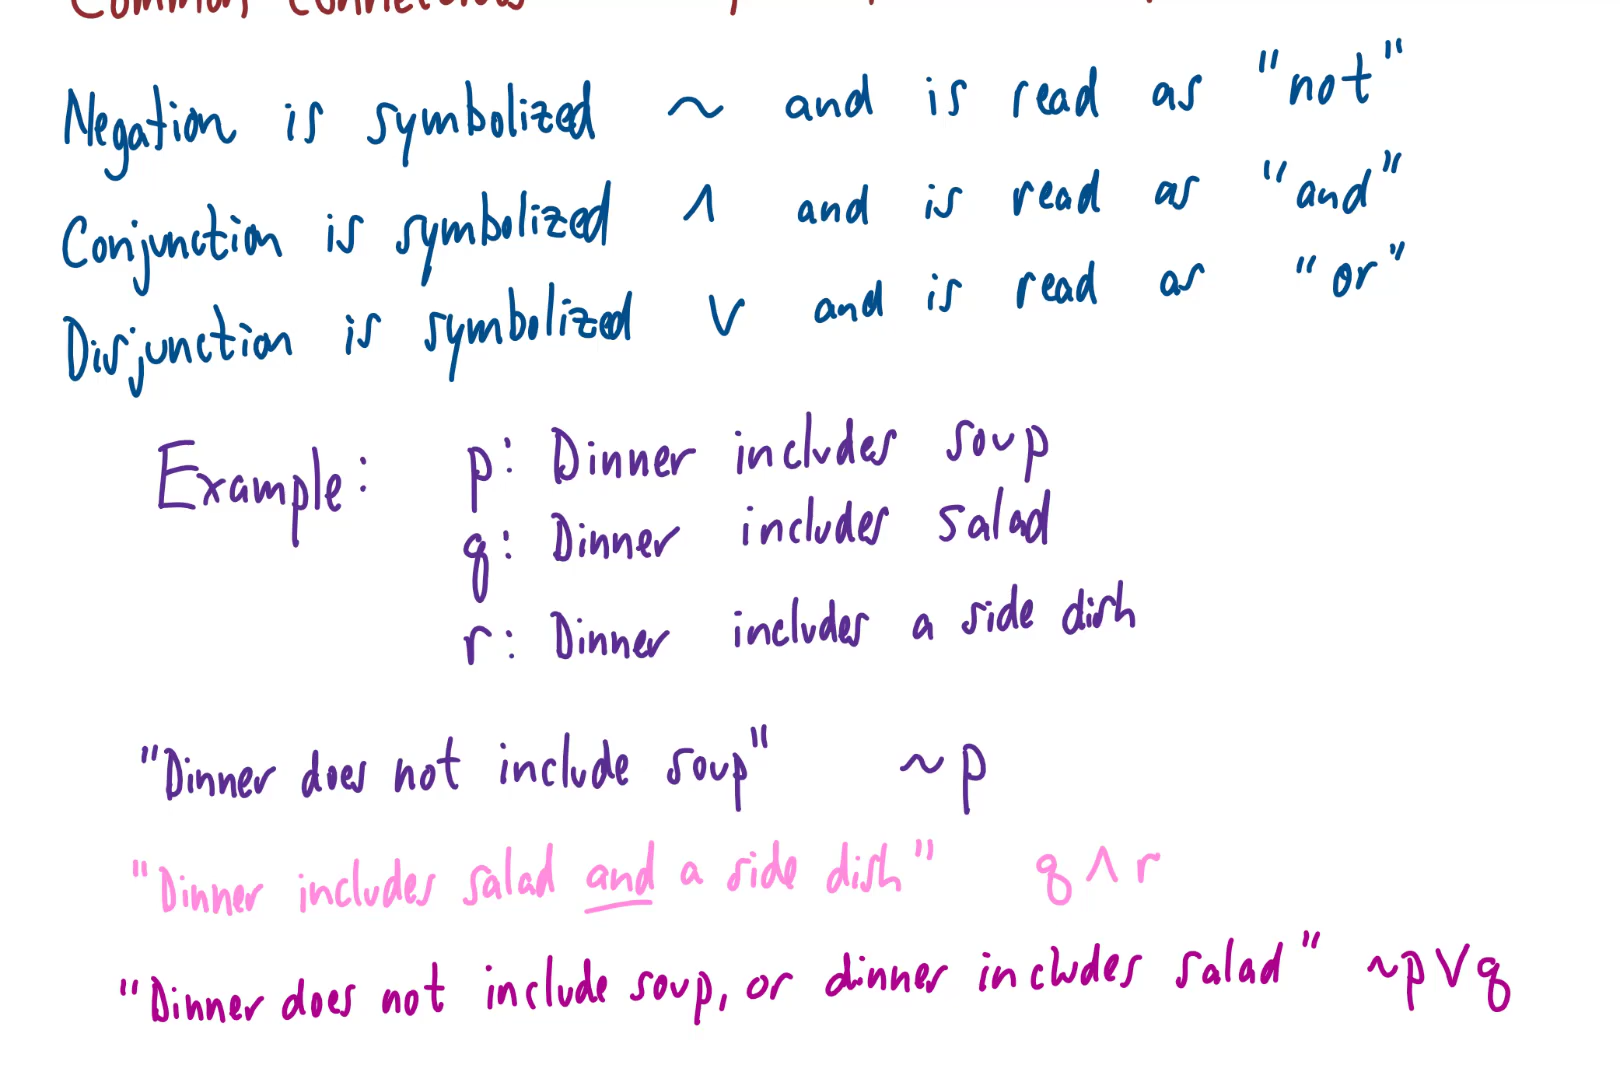 Common connectives
Negation is symbolized ~ and is read as "not"
Conjunction is symbolized ∧ and is read as "and"
Disjunction is symbolized ∨ and is read as "or"
Example: p: Dinner includes soup
q: Dinner includes salad
r: Dinner includes a side dish
"Dinner does not include soup" ~p
"Dinner includes salad and a side dish" q ∧ r
"Dinner does not include soup, or dinner includes salad" ~p ∨ q